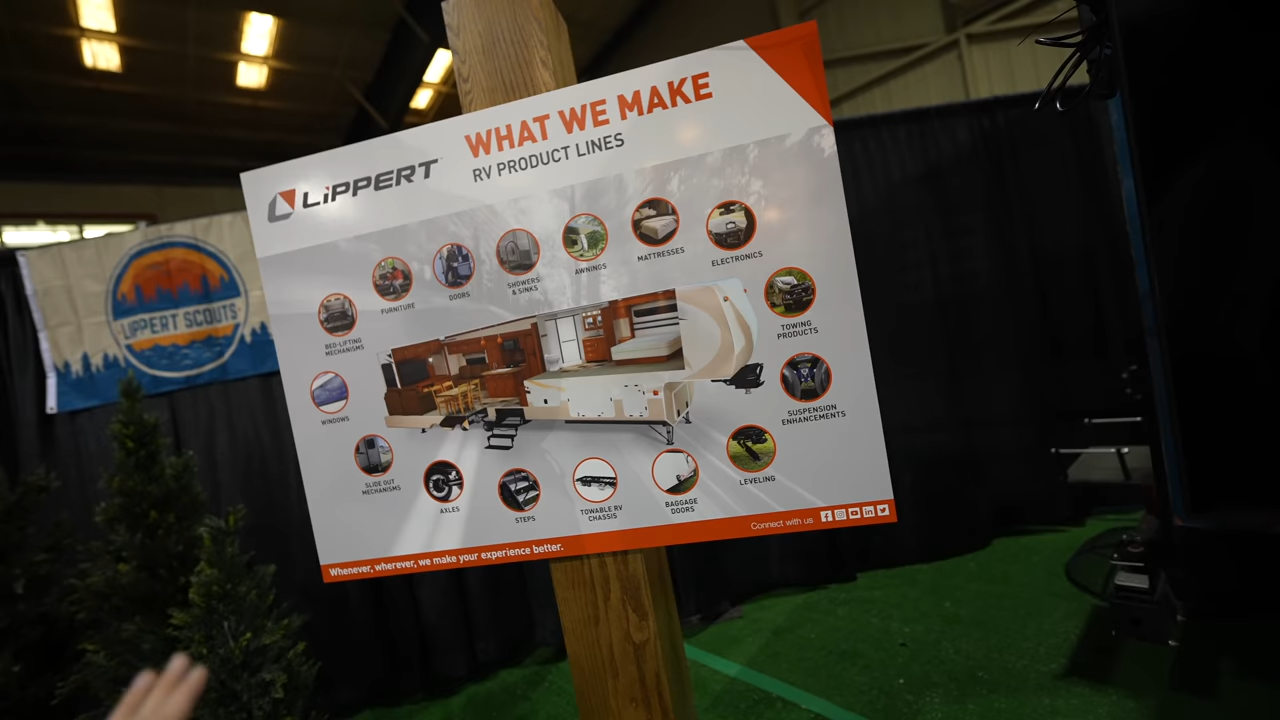 WHAT WE MAKE
RV PRODUCT LINES
LiPPERT
LIPPERT SCOUTS
BED-LIFTING
MECHANISMS
FURNITURE
DOORS
SHOWERS
& SINKS
AWNINGS
MATTRESSES
ELECTRONICS
TOWING
PRODUCTS
SUSPENSION
ENHANCEMENTS
LEVELING
BAGGAGE
DOORS
TOWABLE RV
CHASSIS
STEPS
AXLES
SLIDE OUT
MECHANISMS
WINDOWS
Whenever, wherever, we make your experience better.
Connect with us